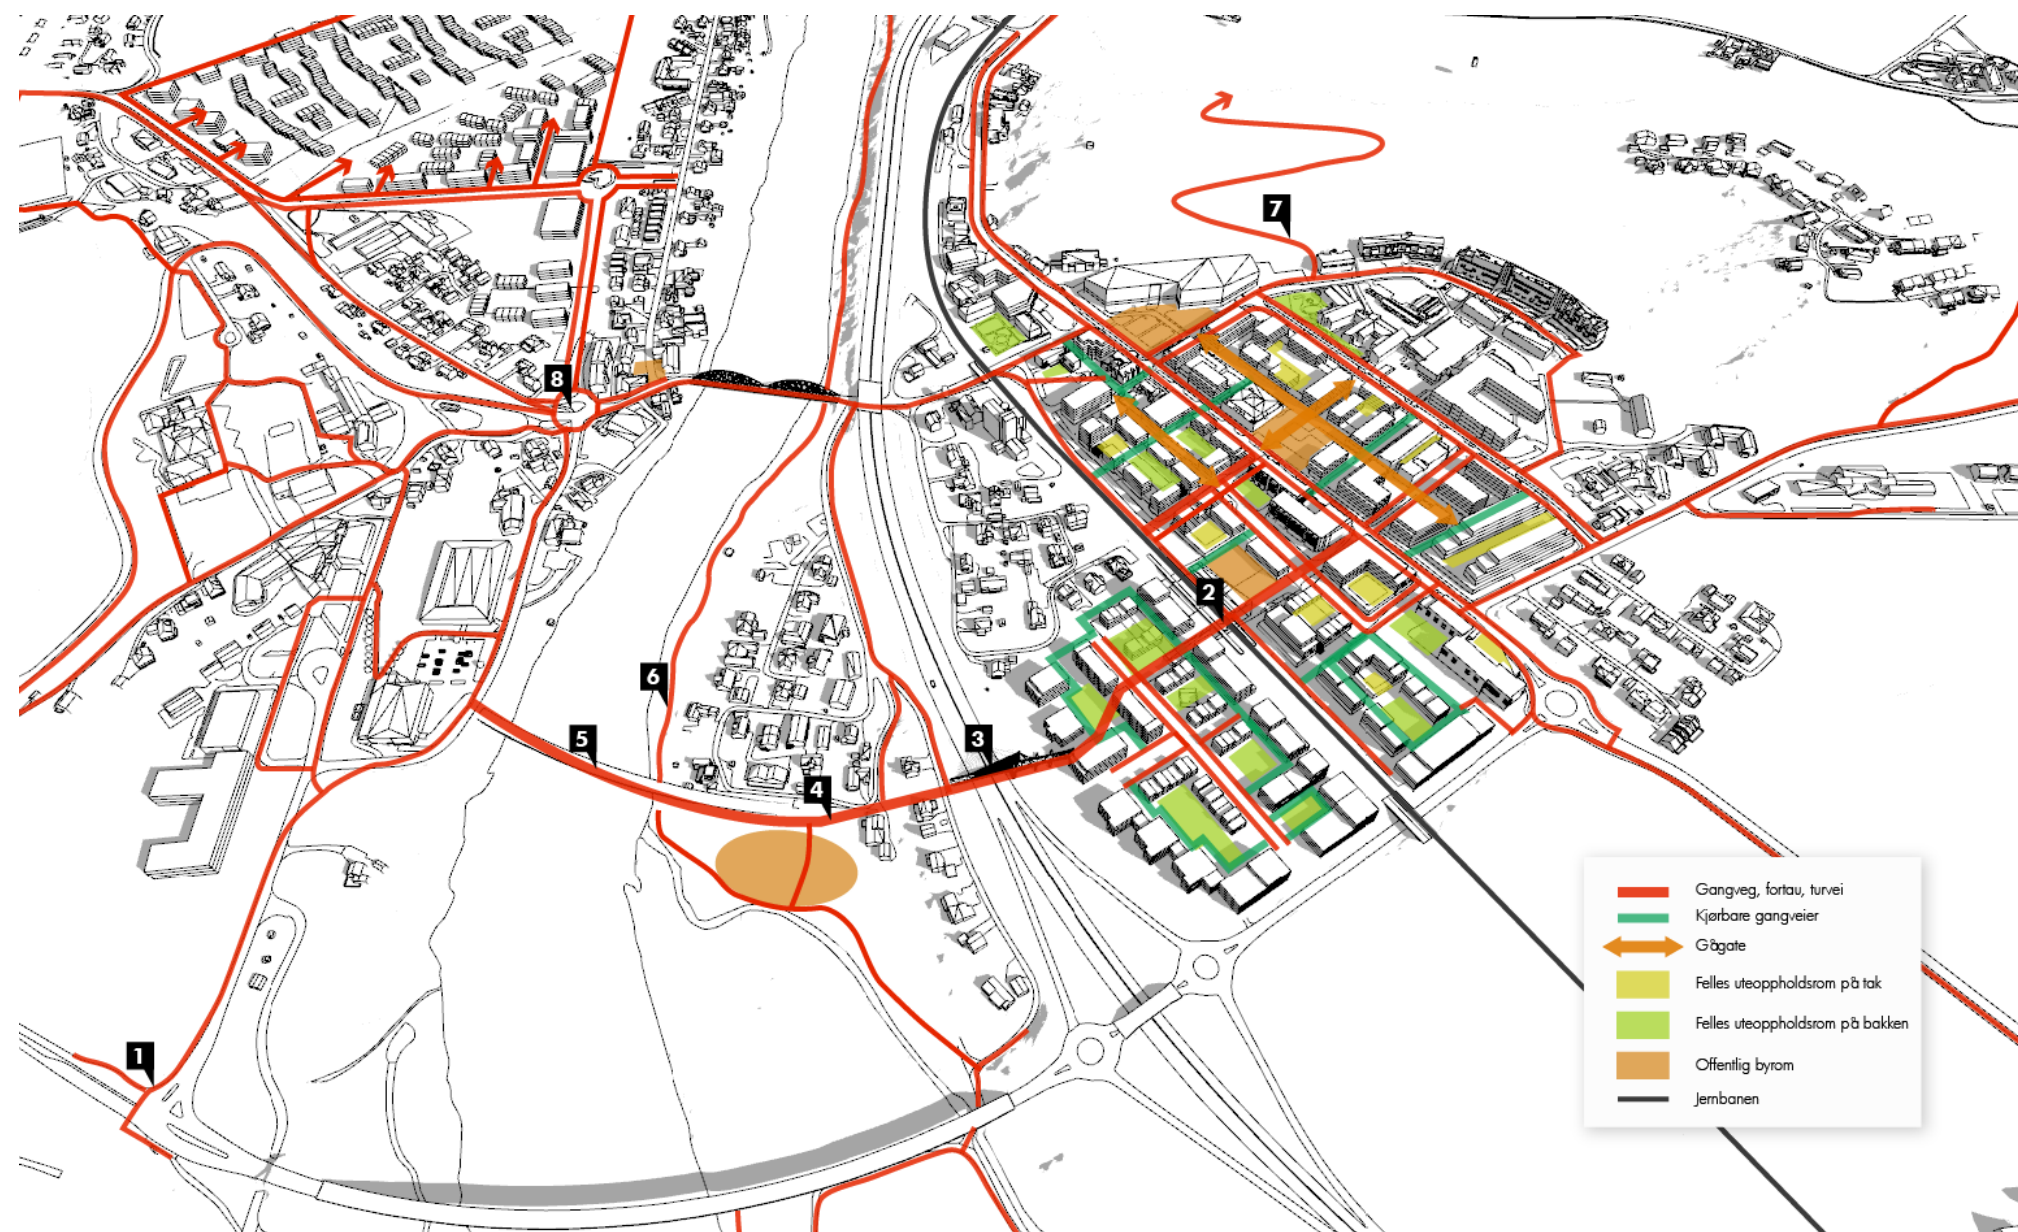 7
8
2
6
5
3
4
1
Gangveg, fortau, turvei
Kjørbare gangveier
Gågate
Felles uteoppholdsrom på tak
Felles uteoppholdsrom på bakken
Offentlig byrom
Jernbanen